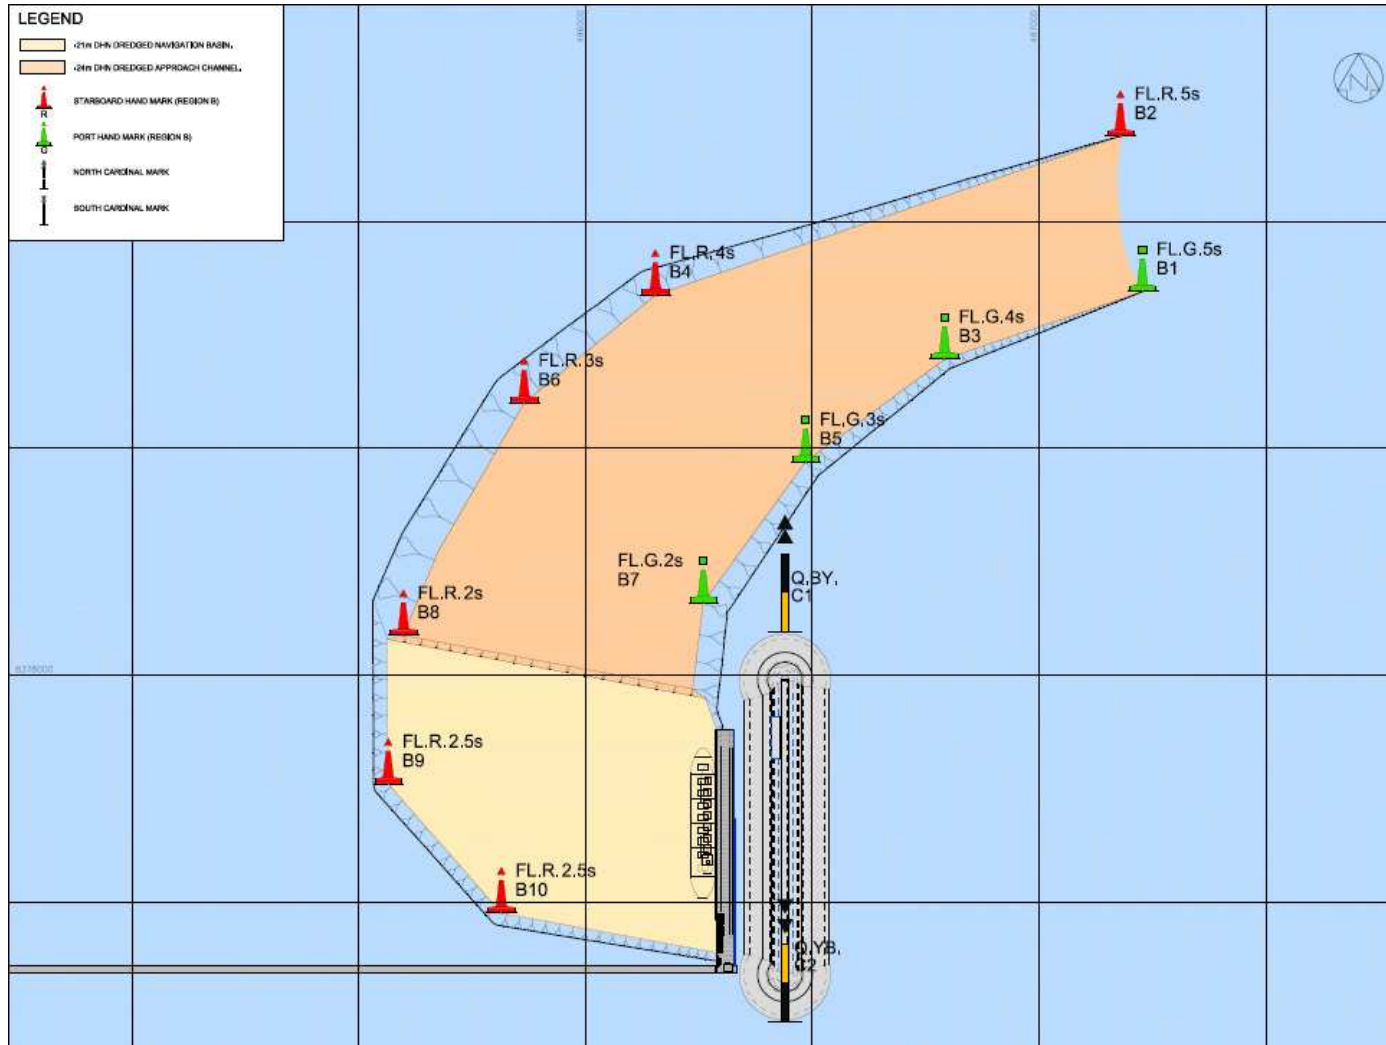 LEGEND
-21m DHN DREDGED NAVIGATION BASIN.
-24m DHN DREDGED APPROACH CHANNEL.
STARBOARD HAND MARK (REGION B)
R
PORT HAND MARK (REGION B)
G
NORTH CARDINAL MARK
SOUTH CARDINAL MARK
N
FL.R.5s
B2
FL.G.5s
B1
FL.R.4s
B4
FL.G.4s
B3
FL.R.3s
B6
FL.G.3s
B5
FL.G.2s
B7
Q.BY.
C1
FL.R.2s
B8
FL.R.2.5s
B9
FL.R.2.5s
B10
Q.YB.
C2